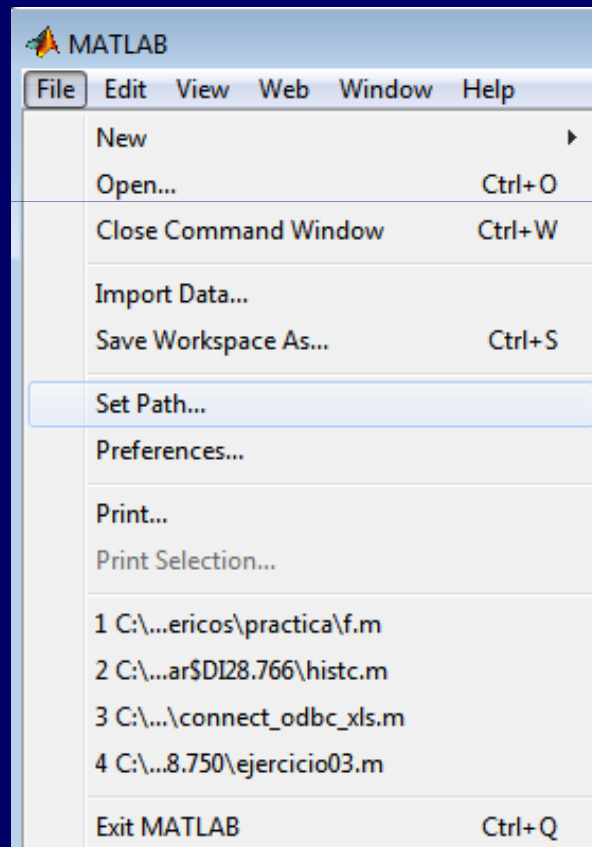 MATLAB
File Edit View Web Window Help
New
Open... Ctrl+O
Close Command Window Ctrl+W
Import Data...
Save Workspace As... Ctrl+S
Set Path...
Preferences...
Print...
Print Selection...
1 C:\...ericos\practica\f.m
2 C:\...ar$DI28.766\histc.m
3 C:\...\connect_odbc_xls.m
4 C:\...8.750\ejercicio03.m
Exit MATLAB Ctrl+Q